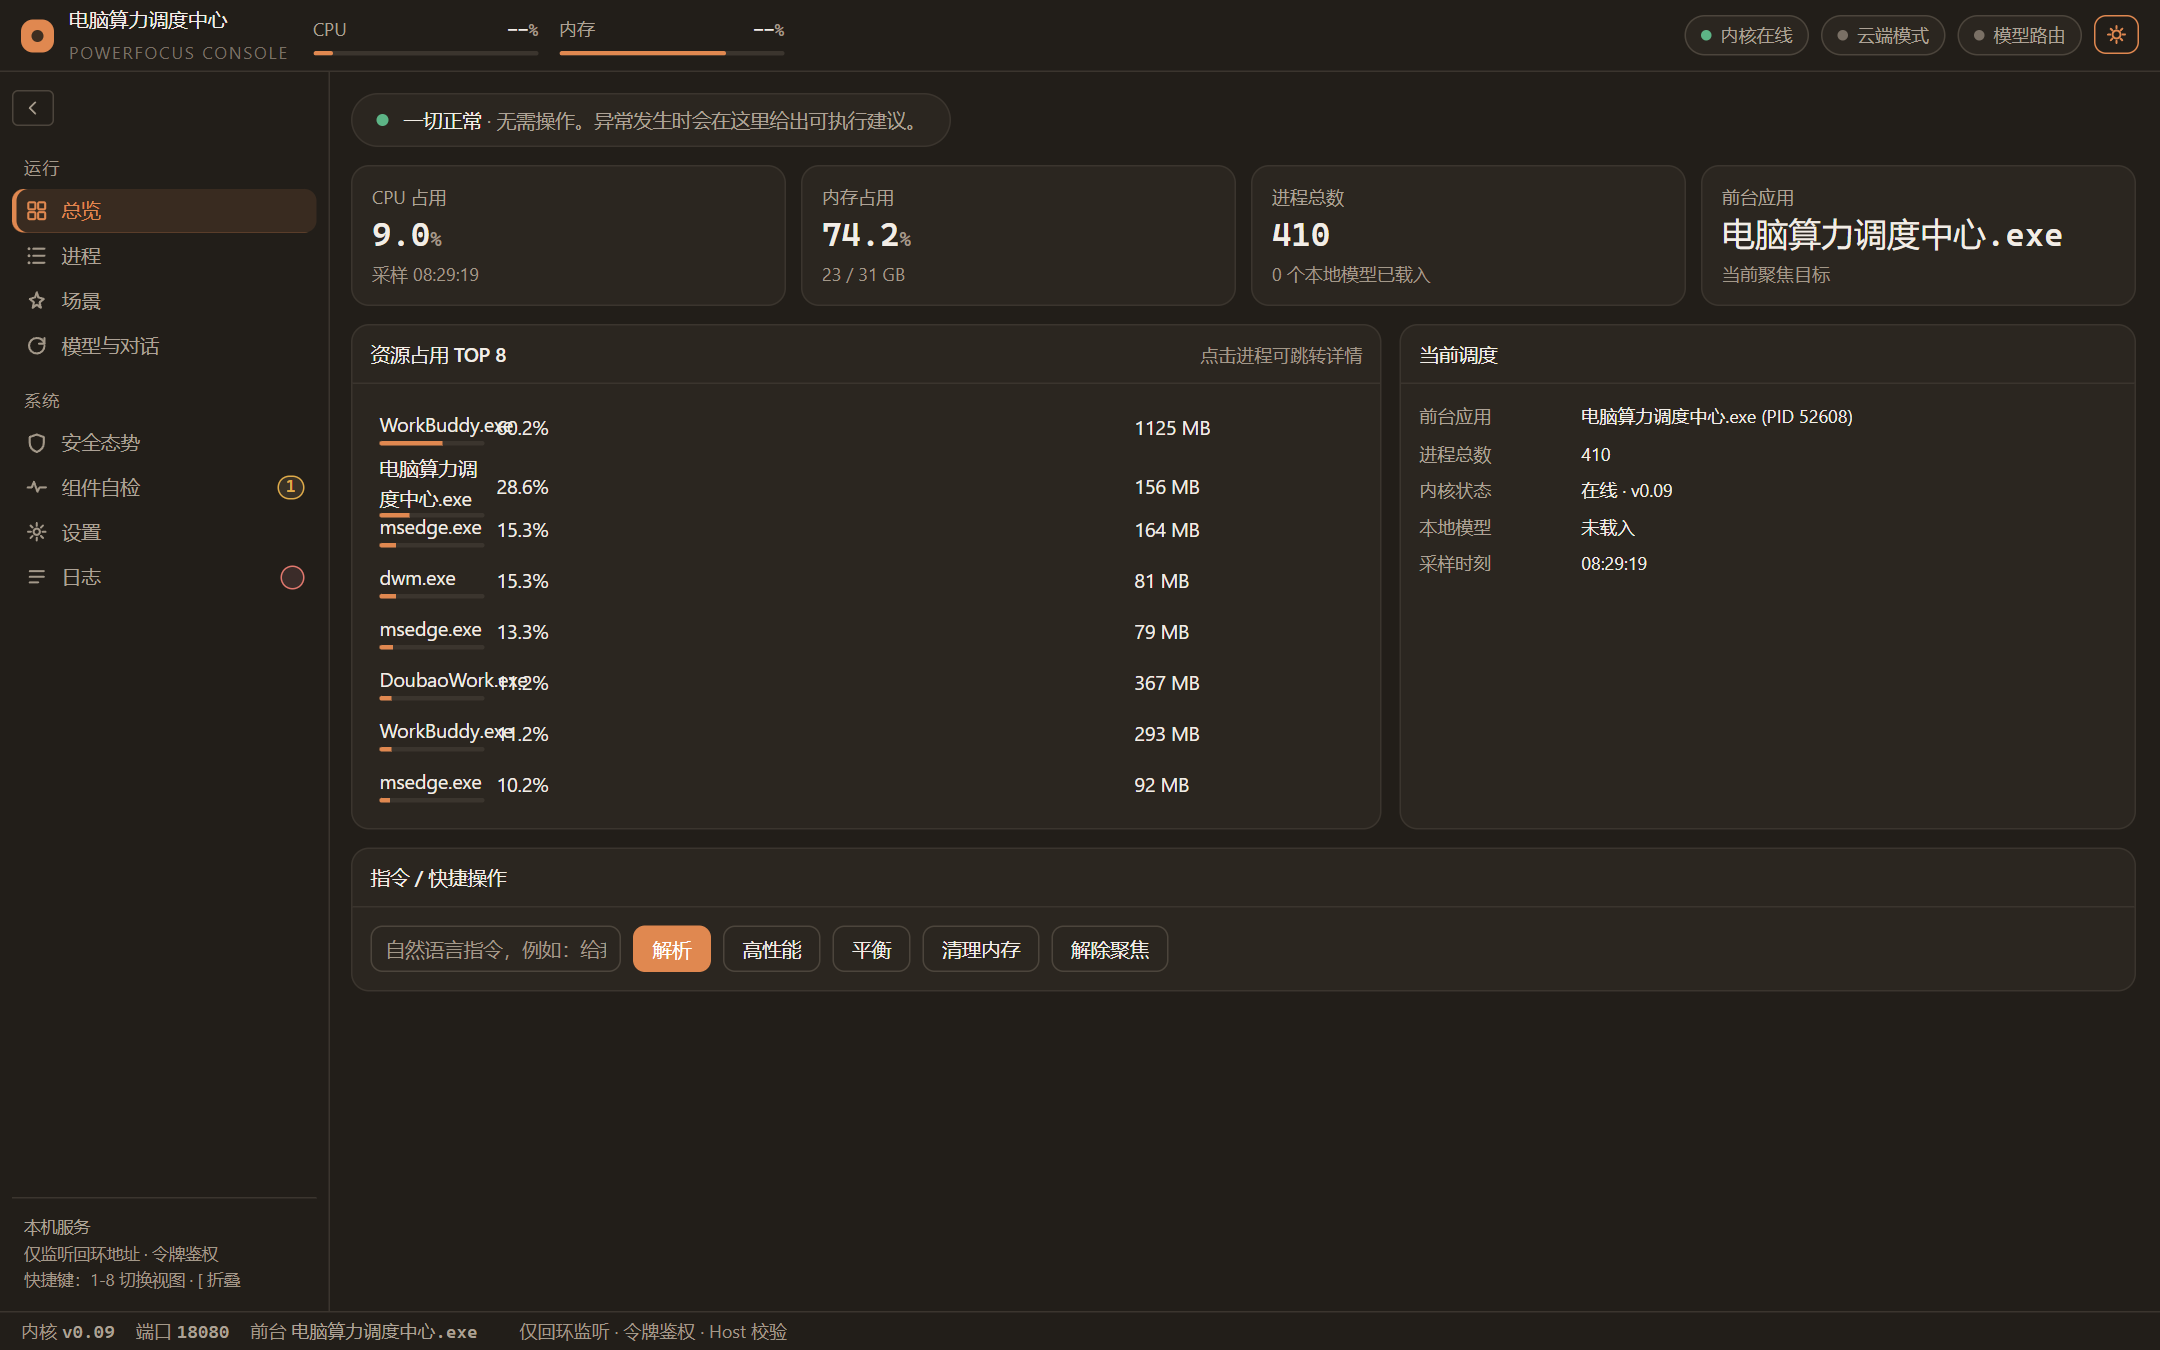 电脑算力调度中心
POWERFOCUS CONSOLE
CPU --%
内存 --%
内核在线
云端模式
模型路由
运行
总览
进程
场景
模型与对话
系统
安全态势
组件自检 1
设置
日志
本机服务
仅监听回环地址 · 令牌鉴权
快捷键：1-8 切换视图 · [ 折叠
一切正常 · 无需操作。异常发生时会在这里给出可执行建议。
CPU 占用
9.0%
采样 08:29:19
内存占用
74.2%
23 / 31 GB
进程总数
410
0 个本地模型已载入
前台应用
电脑算力调度中心.exe
当前聚焦目标
资源占用 TOP 8 点击进程可跳转详情
WorkBuddy.exe 60.2% 1125 MB
电脑算力调
度中心.exe 28.6% 156 MB
msedge.exe 15.3% 164 MB
dwm.exe 15.3% 81 MB
msedge.exe 13.3% 79 MB
DoubaoWork.exe 11.2% 367 MB
WorkBuddy.exe 11.2% 293 MB
msedge.exe 10.2% 92 MB
当前调度
前台应用 电脑算力调度中心.exe (PID 52608)
进程总数 410
内核状态 在线 · v0.09
本地模型 未载入
采样时刻 08:29:19
指令 / 快捷操作
自然语言指令，例如：给
解析
高性能
平衡
清理内存
解除聚焦
内核 v0.09 端口 18080 前台 电脑算力调度中心.exe 仅回环监听 · 令牌鉴权 · Host 校验